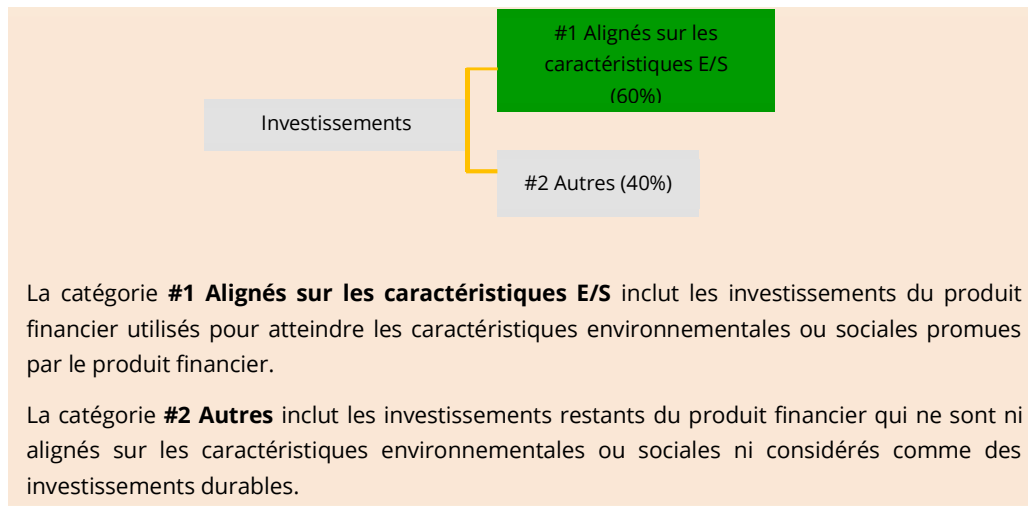 #1 Alignés sur les
caractéristiques E/S
(60%)
Investissements
#2 Autres (40%)
La catégorie #1 Alignés sur les caractéristiques E/S inclut les investissements du produit
financier utilisés pour atteindre les caractéristiques environnementales ou sociales promues
par le produit financier.
La catégorie #2 Autres inclut les investissements restants du produit financier qui ne sont ni
alignés sur les caractéristiques environnementales ou sociales ni considérés comme des
investissements durables.